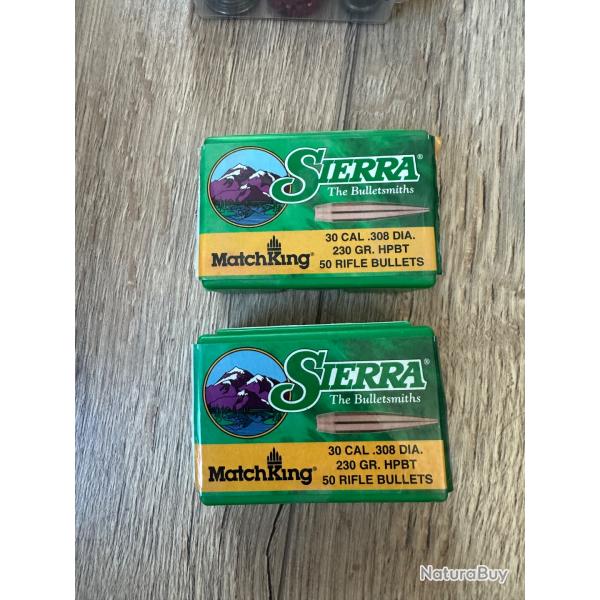 SIERRA®
The Bulletsmiths
MatchKing®
30 CAL .308 DIA.
230 GR. HPBT
50 RIFLE BULLETS
SIERRA®
The Bulletsmiths
MatchKing®
30 CAL .308 DIA.
230 GR. HPBT
50 RIFLE BULLETS
NaturaBuy